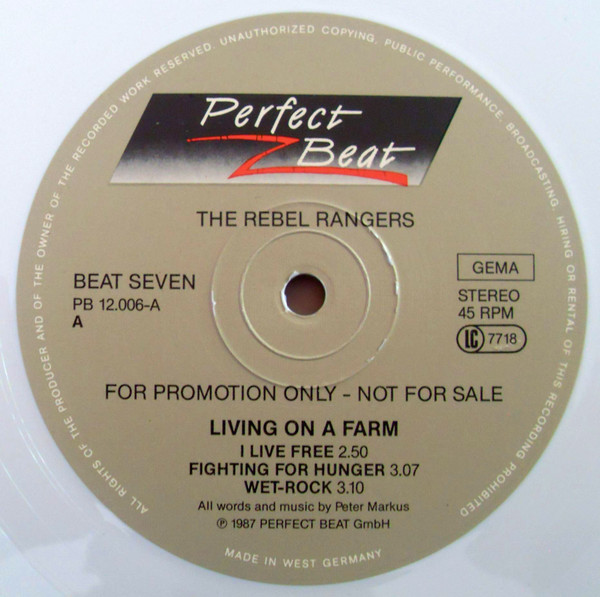 ALL RIGHTS OF THE PRODUCER AND OF THE OWNER OF THE RECORDED WORK RESERVED. UNAUTHORIZED COPYING, PUBLIC PERFORMANCE, BROADCASTING, HIRING OR RENTAL OF THIS RECORDING PROHIBITED
Perfect
Beat
THE REBEL RANGERS
BEAT SEVEN
PB 12.006-A
A
GEMA
STEREO
45 RPM
LC 7718
FOR PROMOTION ONLY – NOT FOR SALE
LIVING ON A FARM
I LIVE FREE 2.50
FIGHTING FOR HUNGER 3.07
WET-ROCK 3.10
All words and music by Peter Markus
℗ 1987 PERFECT BEAT GmbH
MADE IN WEST GERMANY